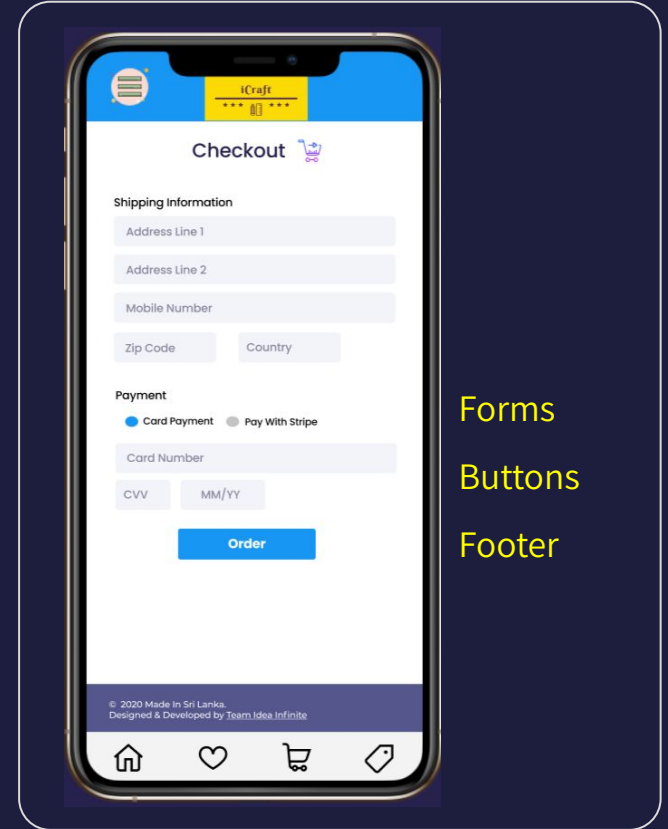 iCraft
*** ***
Checkout
Shipping Information
Address Line 1
Address Line 2
Mobile Number
Zip Code Country
Payment
Card Payment Pay With Stripe
Card Number
CVV MM/YY
Order
© 2020 Made In Sri Lanka.
Designed & Developed by Team Idea Infinite
Forms
Buttons
Footer